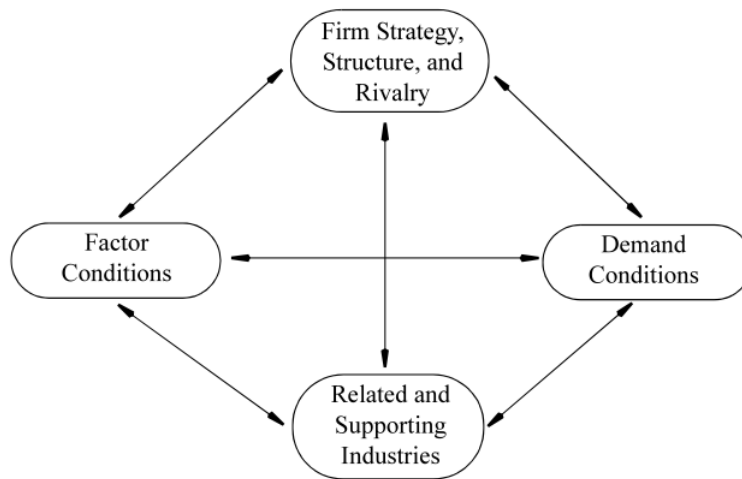 Firm Strategy,
Structure, and
Rivalry
Factor
Conditions
Demand
Conditions
Related and
Supporting
Industries